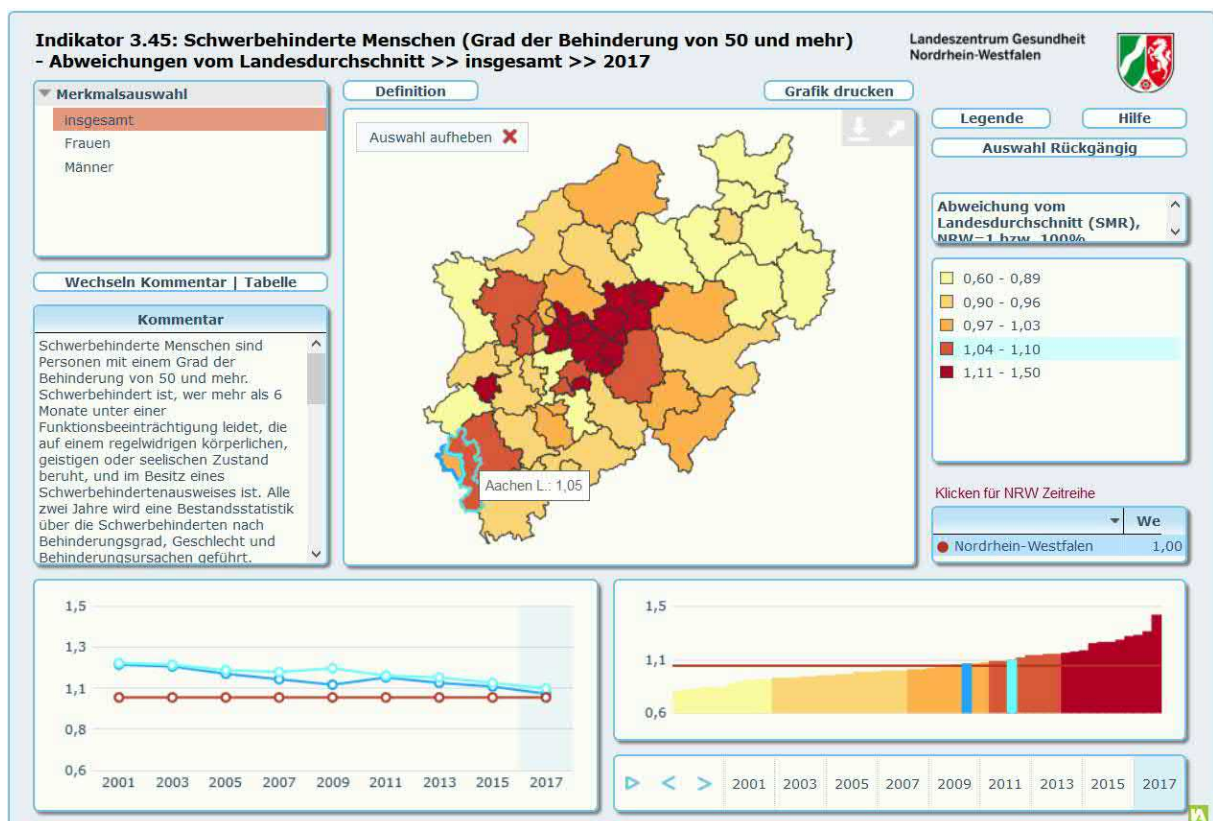 Indikator 3.45: Schwerbehinderte Menschen (Grad der Behinderung von 50 und mehr)
- Abweichungen vom Landesdurchschnitt >> insgesamt >> 2017
Landeszentrum Gesundheit
Nordrhein-Westfalen
Merkmalsauswahl
insgesamt
Frauen
Männer
Definition
Grafik drucken
Auswahl aufheben
Legende
Hilfe
Auswahl Rückgängig
Abweichung vom
Landesdurchschnitt (SMR),
NRW=1 bzw. 100%
0,60 - 0,89
0,90 - 0,96
0,97 - 1,03
1,04 - 1,10
1,11 - 1,50
Wechseln Kommentar | Tabelle
Kommentar
Schwerbehinderte Menschen sind
Personen mit einem Grad der
Behinderung von 50 und mehr.
Schwerbehindert ist, wer mehr als 6
Monate unter einer
Funktionsbeeinträchtigung leidet, die
auf einem regelwidrigen körperlichen,
geistigen oder seelischen Zustand
beruht, und im Besitz eines
Schwerbehindertenausweises ist. Alle
zwei Jahre wird eine Bestandsstatistik
über die Schwerbehinderten nach
Behinderungsgrad, Geschlecht und
Behinderungsursachen geführt.
Aachen L.: 1,05
Klicken für NRW Zeitreihe
We
Nordrhein-Westfalen 1,00
1,5
1,3
1,1
0,8
0,6
2001 2003 2005 2007 2009 2011 2013 2015 2017
1,5
1,1
0,6
2001 2003 2005 2007 2009 2011 2013 2015 2017